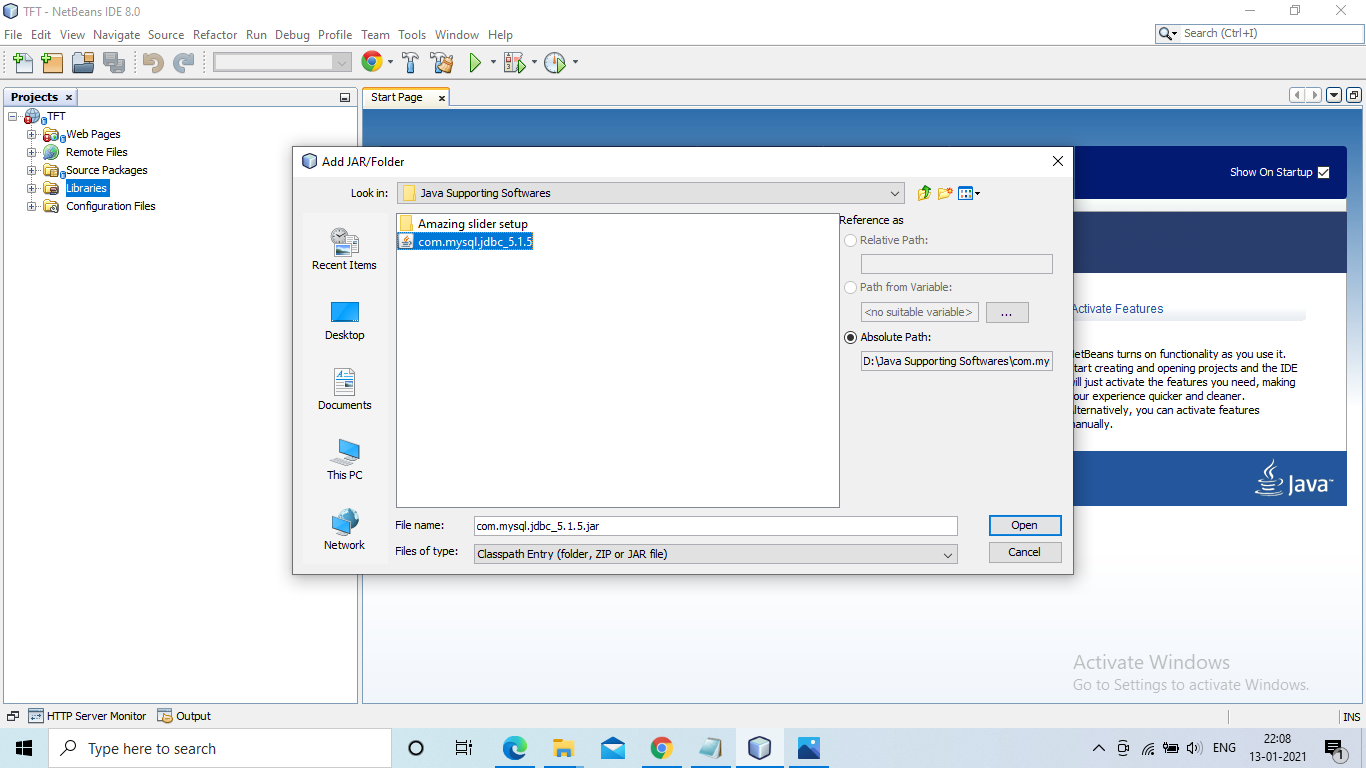 TFT - NetBeans IDE 8.0
File Edit View Navigate Source Refactor Run Debug Profile Team Tools Window Help
Search (Ctrl+I)
Projects
Start Page
TFT
Web Pages
Remote Files
Source Packages
Libraries
Configuration Files
Show On Startup
Add JAR/Folder
Look in:
Java Supporting Softwares
Recent Items
Desktop
Documents
This PC
Network
Amazing slider setup
com.mysql.jdbc_5.1.5
Reference as
Relative Path:
Path from Variable:
<no suitable variable>
...
Absolute Path:
D:\Java Supporting Softwares\com.my
File name:
com.mysql.jdbc_5.1.5.jar
Open
Files of type:
Classpath Entry (folder, ZIP or JAR file)
Cancel
Activate Features
NetBeans turns on functionality as you use it.
Start creating and opening projects and the IDE
will just activate the features you need, making
your experience quicker and cleaner.
Alternatively, you can activate features
manually.
Java
Activate Windows
Go to Settings to activate Windows.
HTTP Server Monitor
Output
INS
Type here to search
ENG
22:08
13-01-2021
1